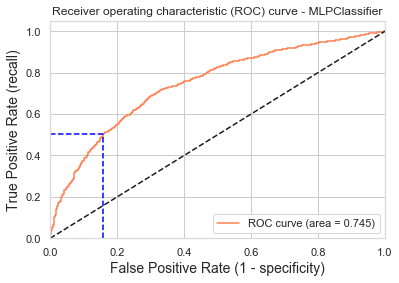 Receiver operating characteristic (ROC) curve - MLPClassifier
1.0
0.8
0.6
0.4
0.2
0.0
True Positive Rate (recall)
ROC curve (area = 0.745)
0.0 0.2 0.4 0.6 0.8 1.0
False Positive Rate (1 - specificity)